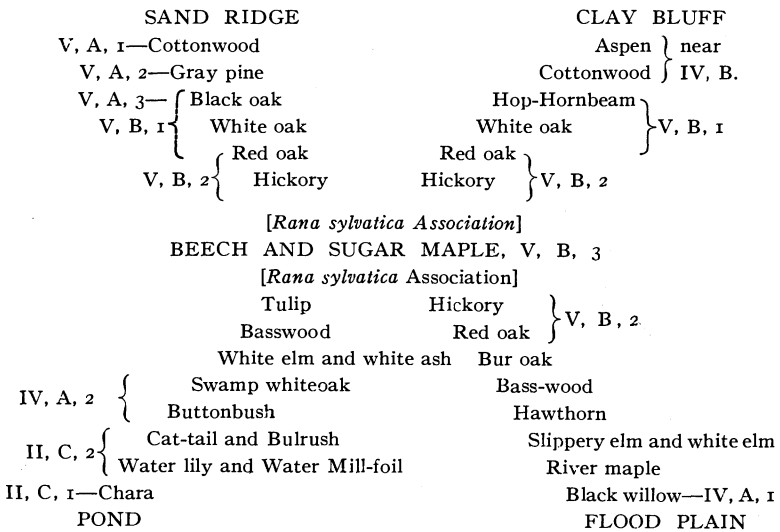 SAND RIDGE CLAY BLUFF
V, A, 1—Cottonwood Aspen } near
V, A, 2—Gray pine Cottonwood } IV, B.
V, A, 3— { Black oak Hop-Hornbeam
V, B, 1 { White oak White oak } V, B, 1
Red oak Red oak
V, B, 2 { Hickory Hickory } V, B, 2
[Rana sylvatica Association]
BEECH AND SUGAR MAPLE, V, B, 3
[Rana sylvatica Association]
Tulip Hickory } V, B, 2
Basswood Red oak
White elm and white ash Bur oak
IV, A, 2 { Swamp whiteoak Bass-wood
Buttonbush Hawthorn
II, C, 2 { Cat-tail and Bulrush Slippery elm and white elm
Water lily and Water Mill-foil River maple
II, C, 1—Chara Black willow—IV, A, 1
POND FLOOD PLAIN